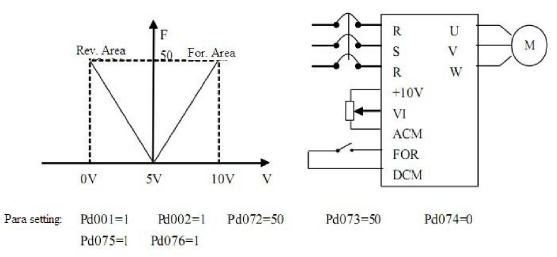 F
Rev. Area 50 For. Area
0V 5V 10V V
R U
S V
R W
M
+10V
VI
ACM
FOR
DCM
Para setting: Pd001=1 Pd002=1 Pd072=50 Pd073=50 Pd074=0
Pd075=1 Pd076=1